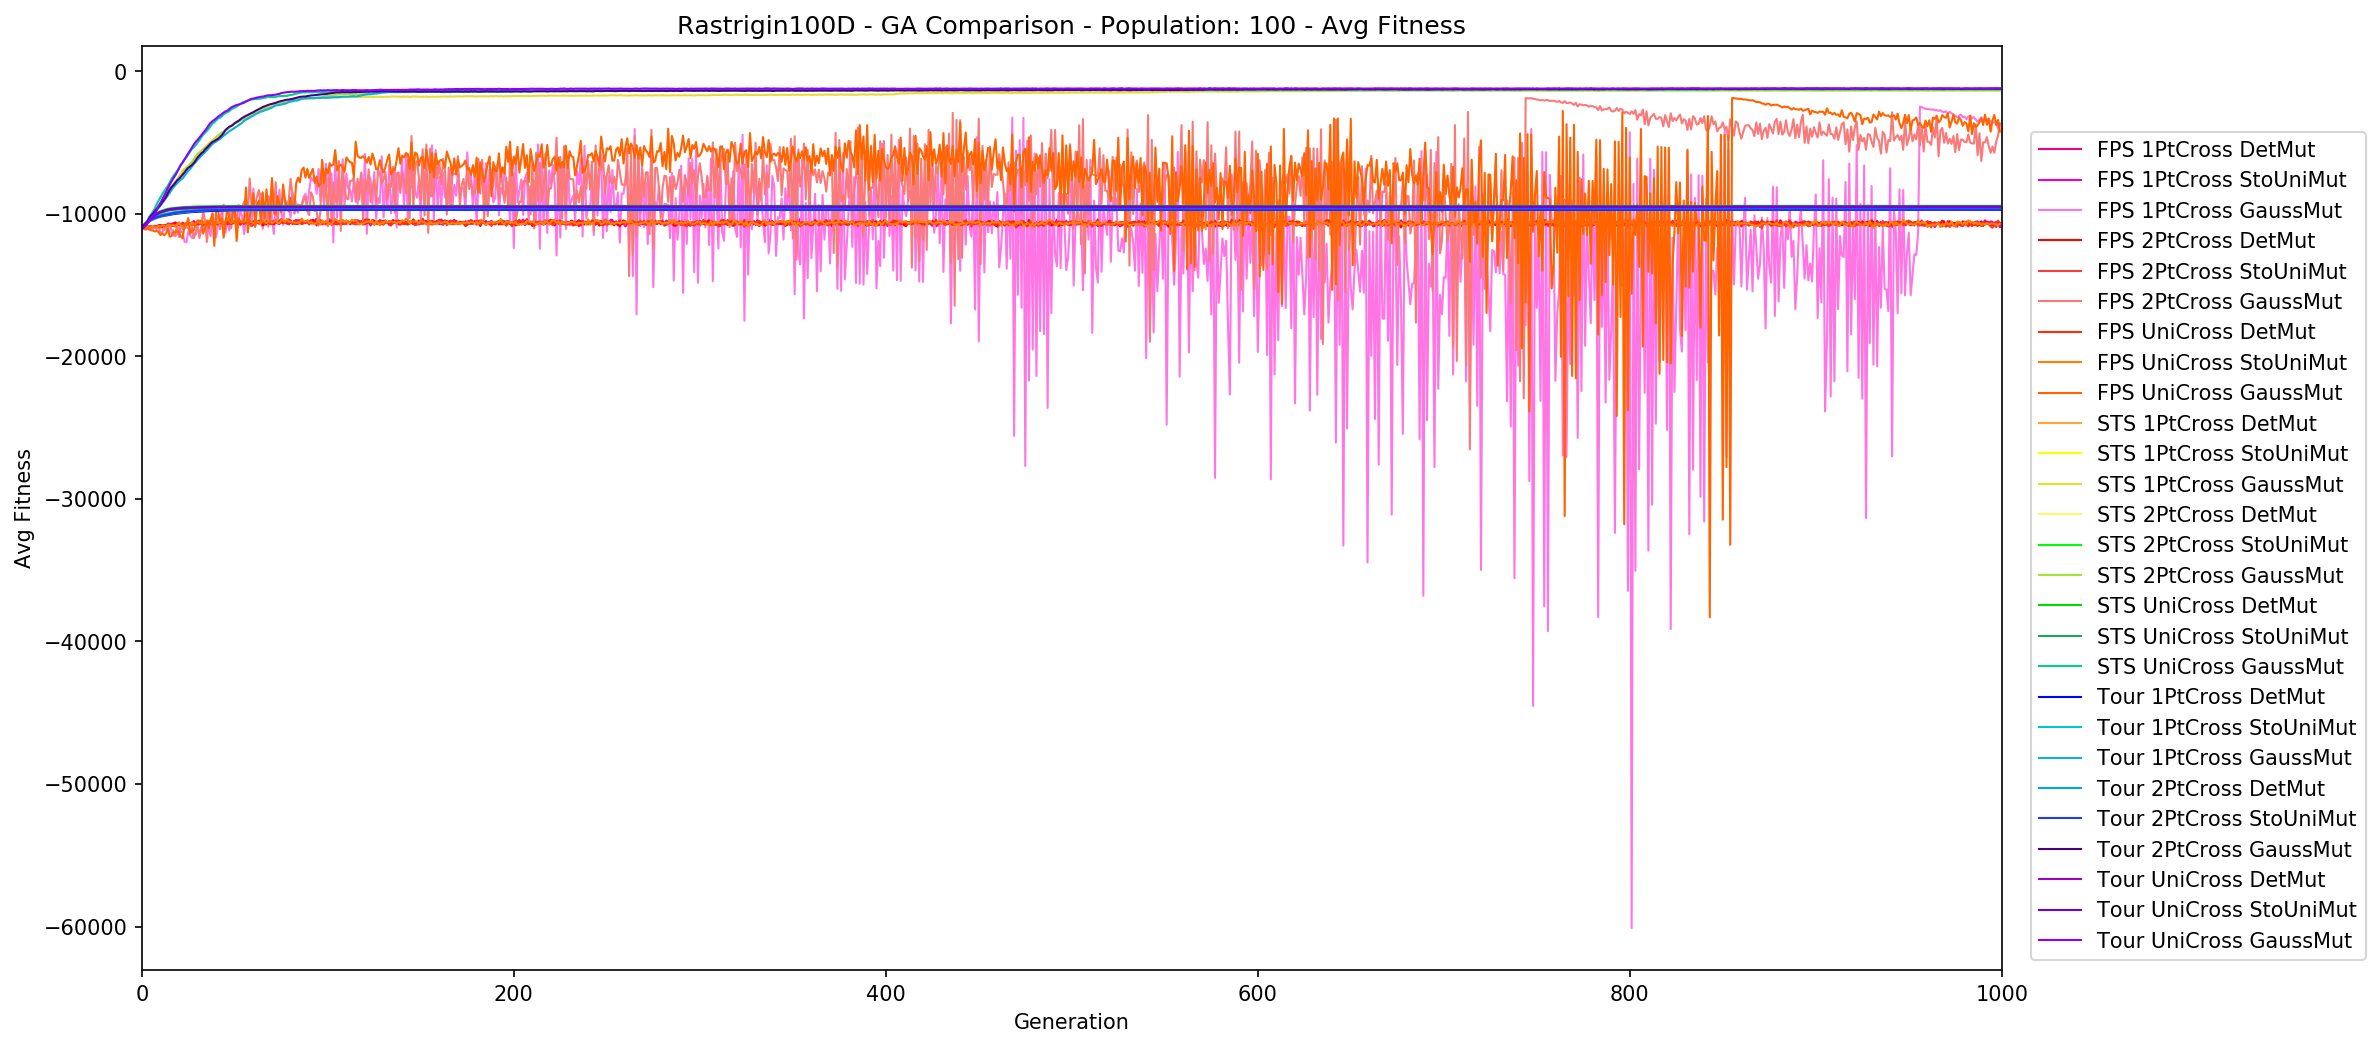 Rastrigin100D - GA Comparison - Population: 100 - Avg Fitness
0
−10000
−20000
−30000
−40000
−50000
−60000
Avg Fitness
0
200
400
600
800
1000
Generation
FPS 1PtCross DetMut
FPS 1PtCross StoUniMut
FPS 1PtCross GaussMut
FPS 2PtCross DetMut
FPS 2PtCross StoUniMut
FPS 2PtCross GaussMut
FPS UniCross DetMut
FPS UniCross StoUniMut
FPS UniCross GaussMut
STS 1PtCross DetMut
STS 1PtCross StoUniMut
STS 1PtCross GaussMut
STS 2PtCross DetMut
STS 2PtCross StoUniMut
STS 2PtCross GaussMut
STS UniCross DetMut
STS UniCross StoUniMut
STS UniCross GaussMut
Tour 1PtCross DetMut
Tour 1PtCross StoUniMut
Tour 1PtCross GaussMut
Tour 2PtCross DetMut
Tour 2PtCross StoUniMut
Tour 2PtCross GaussMut
Tour UniCross DetMut
Tour UniCross StoUniMut
Tour UniCross GaussMut